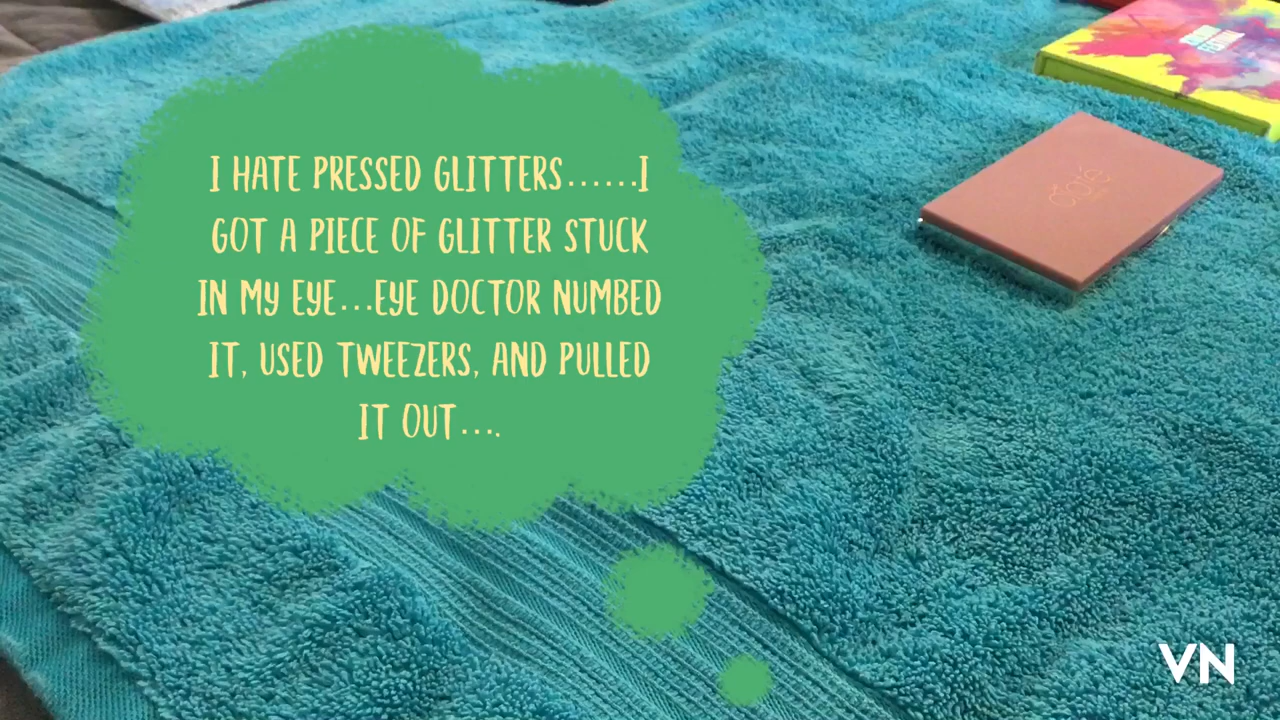 I HATE PRESSED GLITTERS......I
GOT A PIECE OF GLITTER STUCK
IN MY EYE...EYE DOCTOR NUMBED
IT, USED TWEEZERS, AND PULLED
IT OUT....
VN